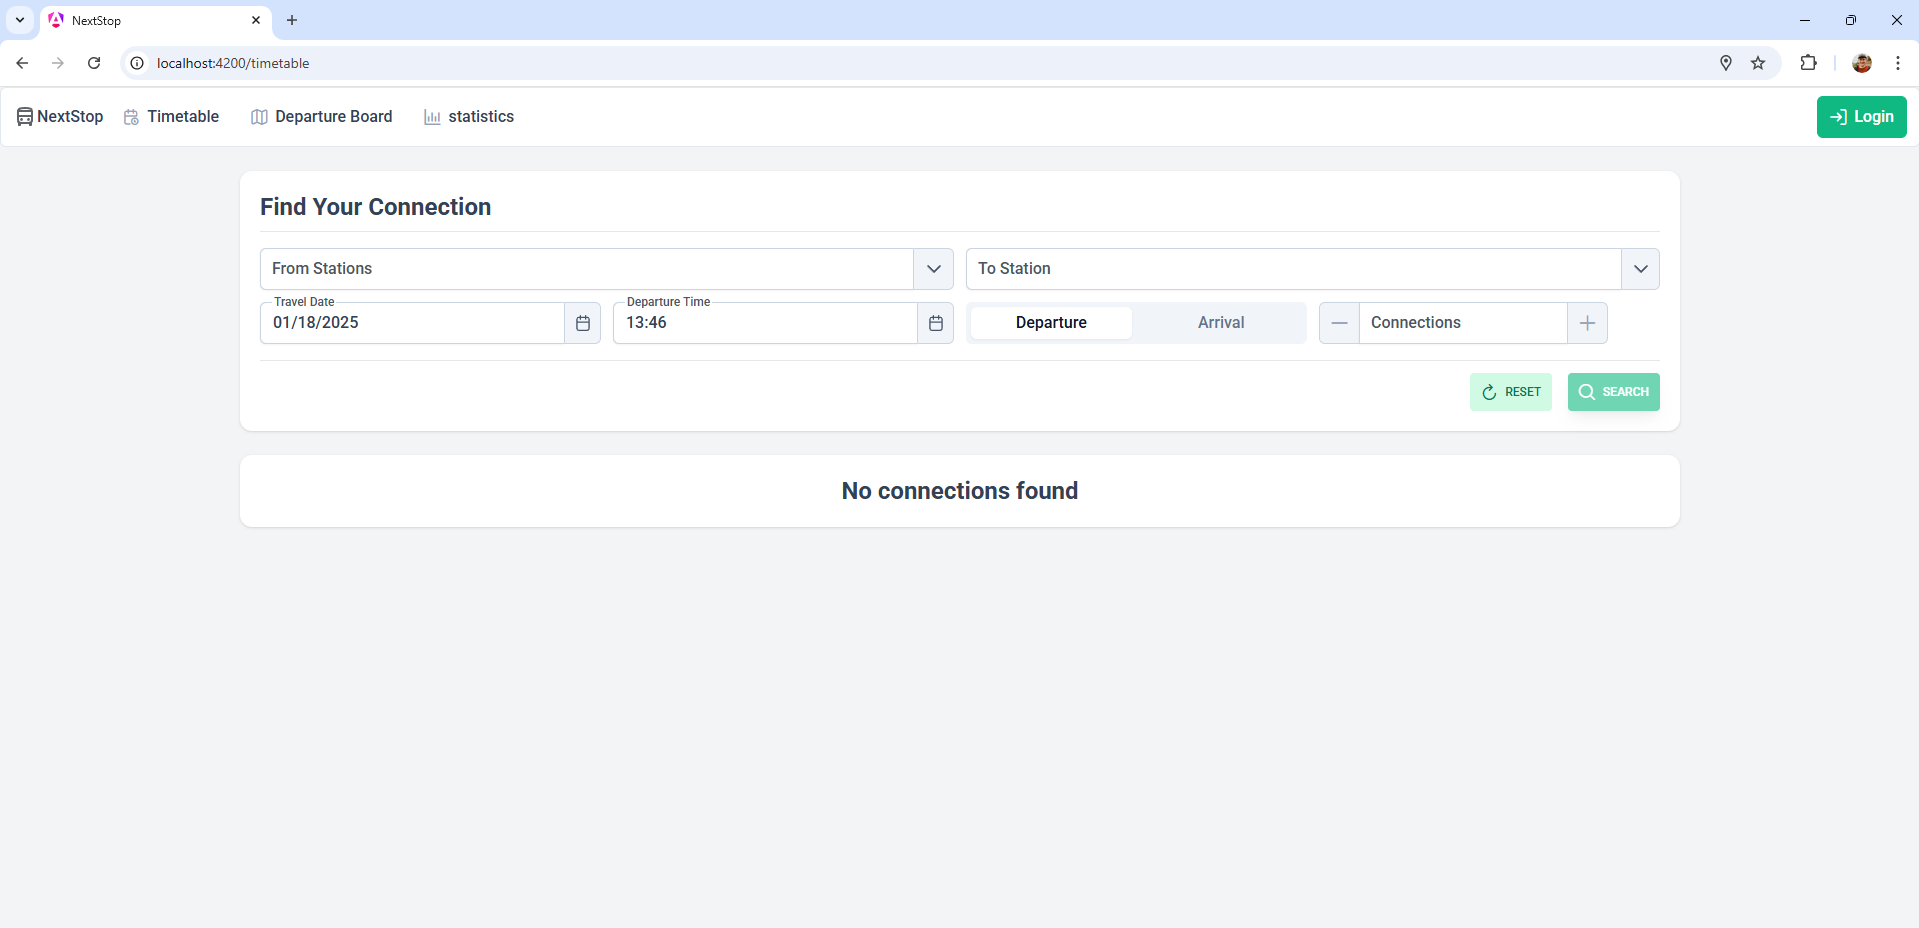 NextStop
localhost:4200/timetable
NextStop Timetable Departure Board statistics Login
Find Your Connection
From Stations To Station
Travel Date Departure Time
01/18/2025 13:46 Departure Arrival Connections
RESET SEARCH
No connections found